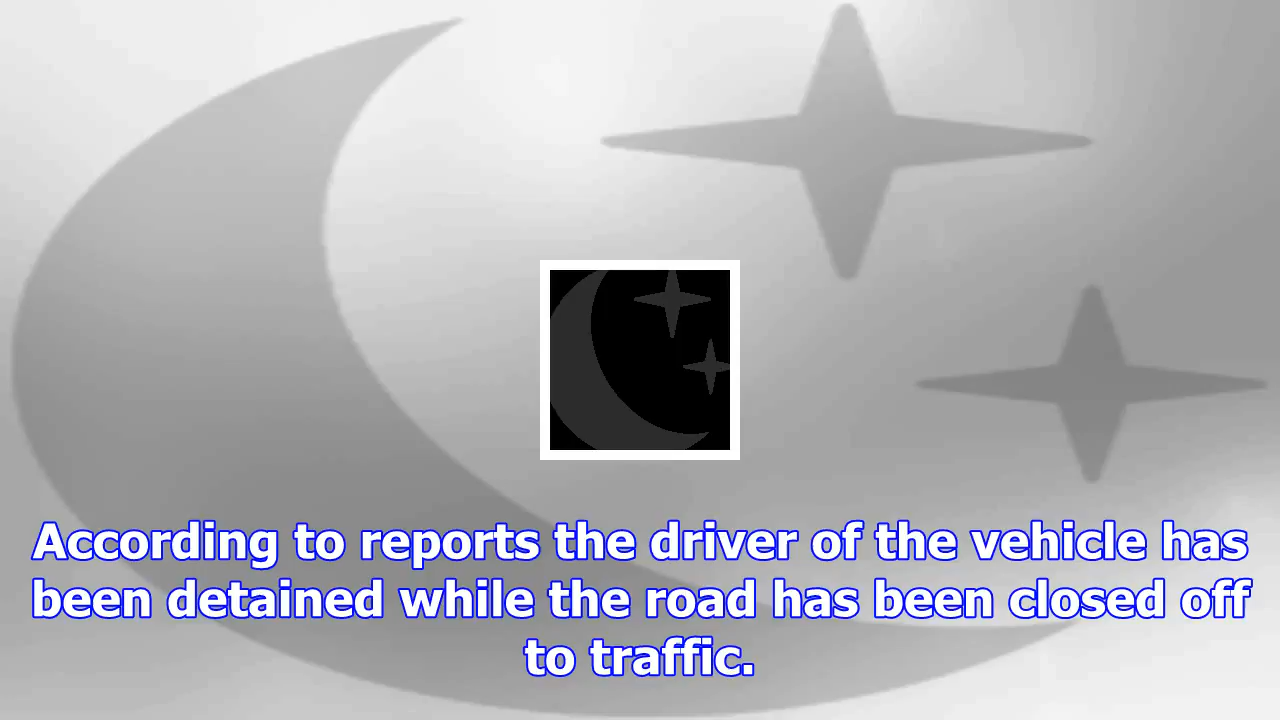 According to reports the driver of the vehicle has
been detained while the road has been closed off
to traffic.